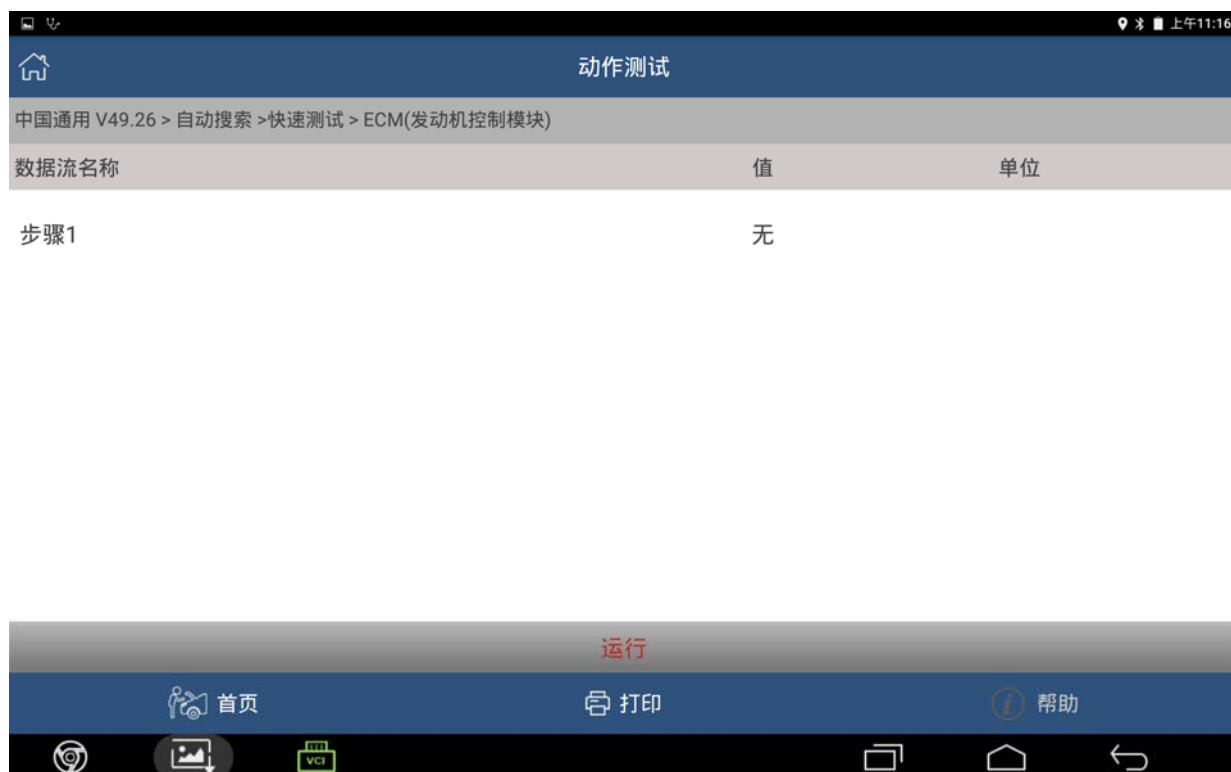 上午11:16
动作测试
中国通用 V49.26 > 自动搜索 >快速测试 > ECM(发动机控制模块)
数据流名称 值 单位
步骤1 无
运行
首页 打印 i 帮助
VCI